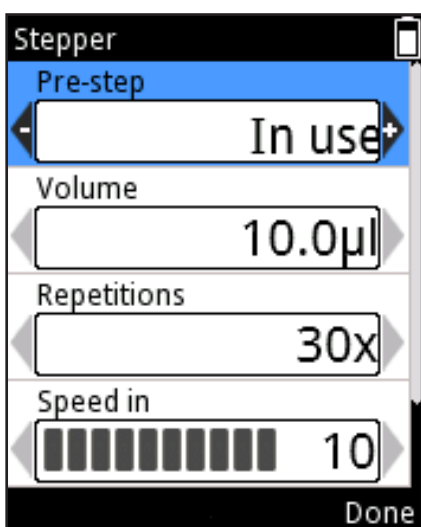 Stepper
Pre-step
- In use +
Volume
10.0µl
Repetitions
30x
Speed in
10
Done